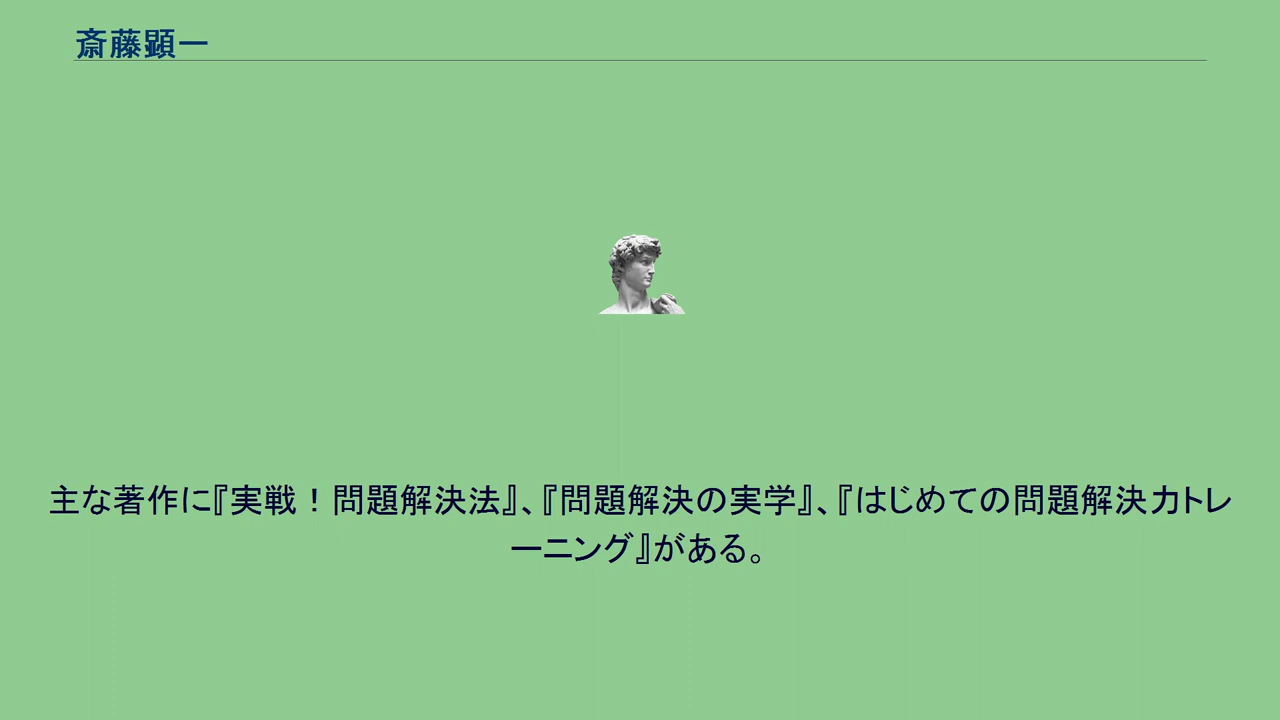 斎藤顕一
主な著作に『実戦！問題解決法』、『問題解決の実学』、『はじめての問題解決力トレ
ーニング』がある。